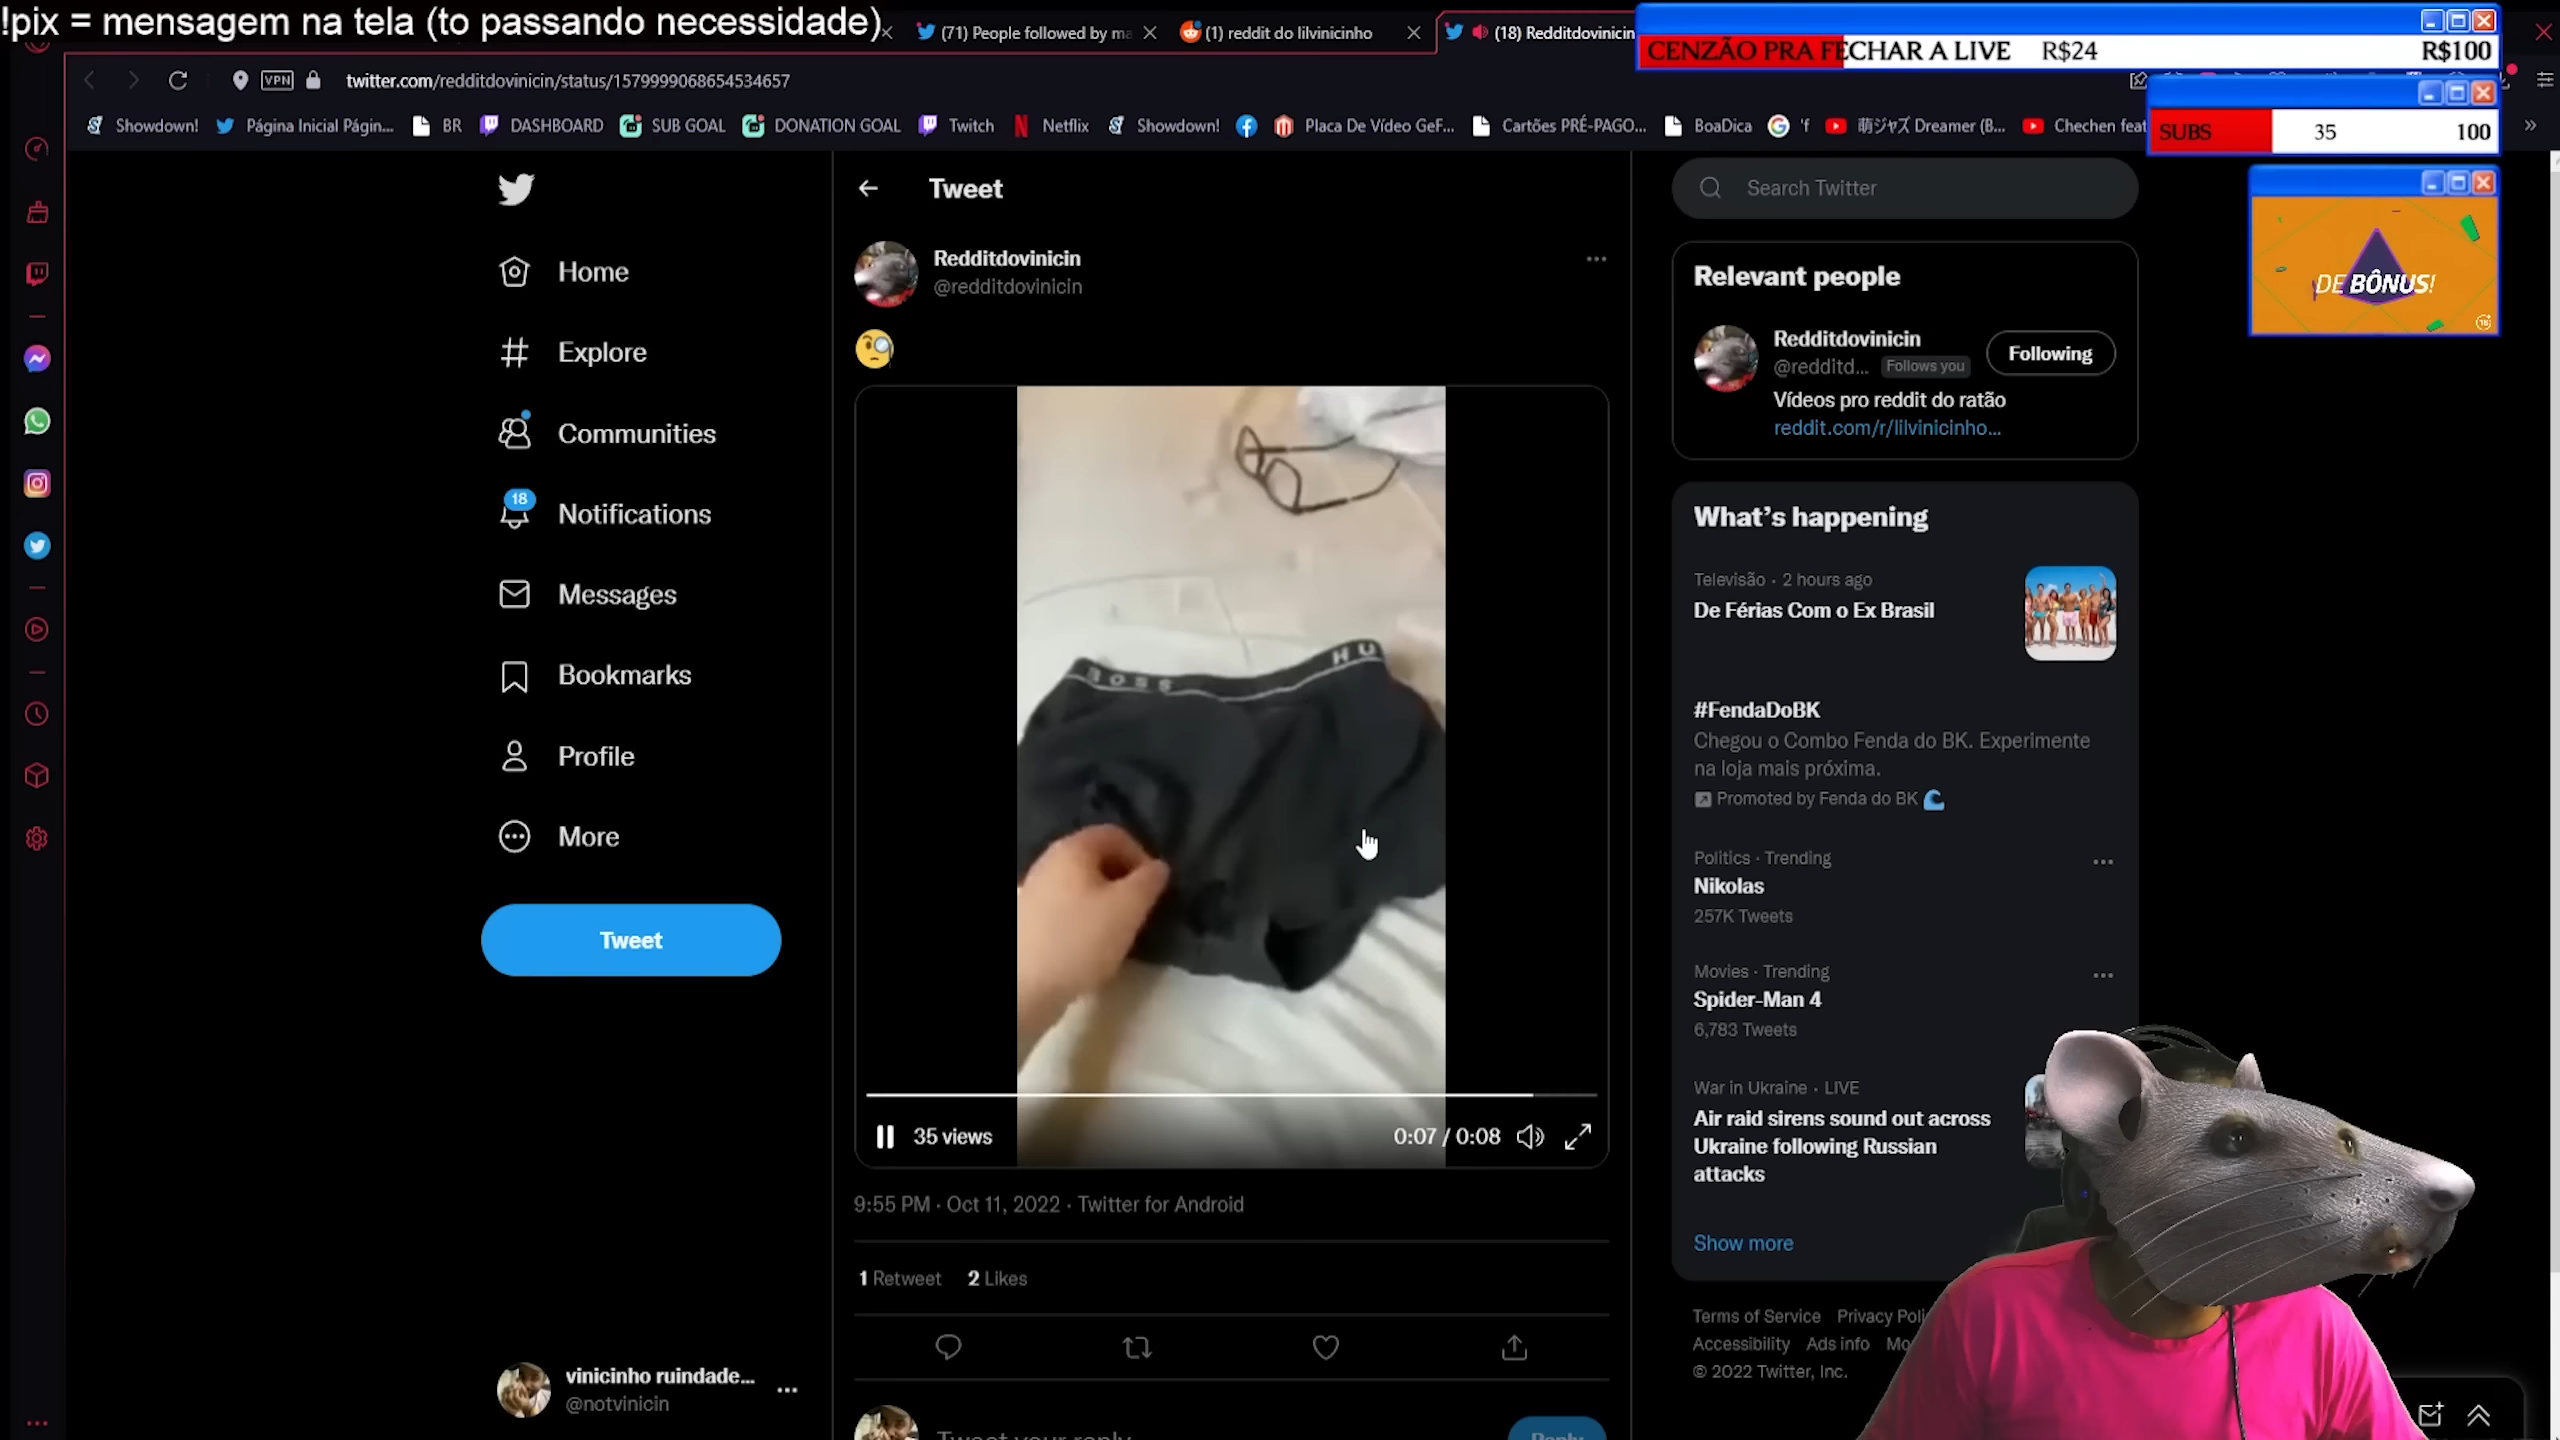 !pix = mensagem na tela (to passando necessidade)
(71) People followed by ma
(1) reddit do lilvinicinho
(18) Redditdovinicin
CENZÃO PRA FECHAR A LIVE R$24 R$100
VPN
twitter.com/redditdovinicin/status/1579999068654534657
Showdown!
Página Inicial Págin...
BR
DASHBOARD
SUB GOAL
DONATION GOAL
Twitch
Netflix
Showdown!
Placa De Vídeo GeF...
Cartões PRÉ-PAGO...
BoaDica
'f
萌ジャズ Dreamer (B...
Chechen feat
SUBS 35 100
DE BÔNUS!
18
Home
Explore
Communities
18
Notifications
Messages
Bookmarks
Profile
More
Tweet
vinicinho ruindade...
@notvinicin
Tweet
Redditdovinicin
@redditdovinicin
BOSS HU
35 views
0:07 / 0:08
9:55 PM · Oct 11, 2022 · Twitter for Android
1 Retweet 2 Likes
Tweet your reply
Reply
Search Twitter
Relevant people
Redditdovinicin
@redditd... Follows you
Following
Vídeos pro reddit do ratão
reddit.com/r/lilvinicinho...
What's happening
Televisão · 2 hours ago
De Férias Com o Ex Brasil
#FendaDoBK
Chegou o Combo Fenda do BK. Experimente
na loja mais próxima.
Promoted by Fenda do BK
Politics · Trending
Nikolas
257K Tweets
Movies · Trending
Spider-Man 4
6,783 Tweets
War in Ukraine · LIVE
Air raid sirens sound out across
Ukraine following Russian
attacks
Show more
Terms of Service Privacy Poli
Accessibility Ads info Mo
© 2022 Twitter, Inc.